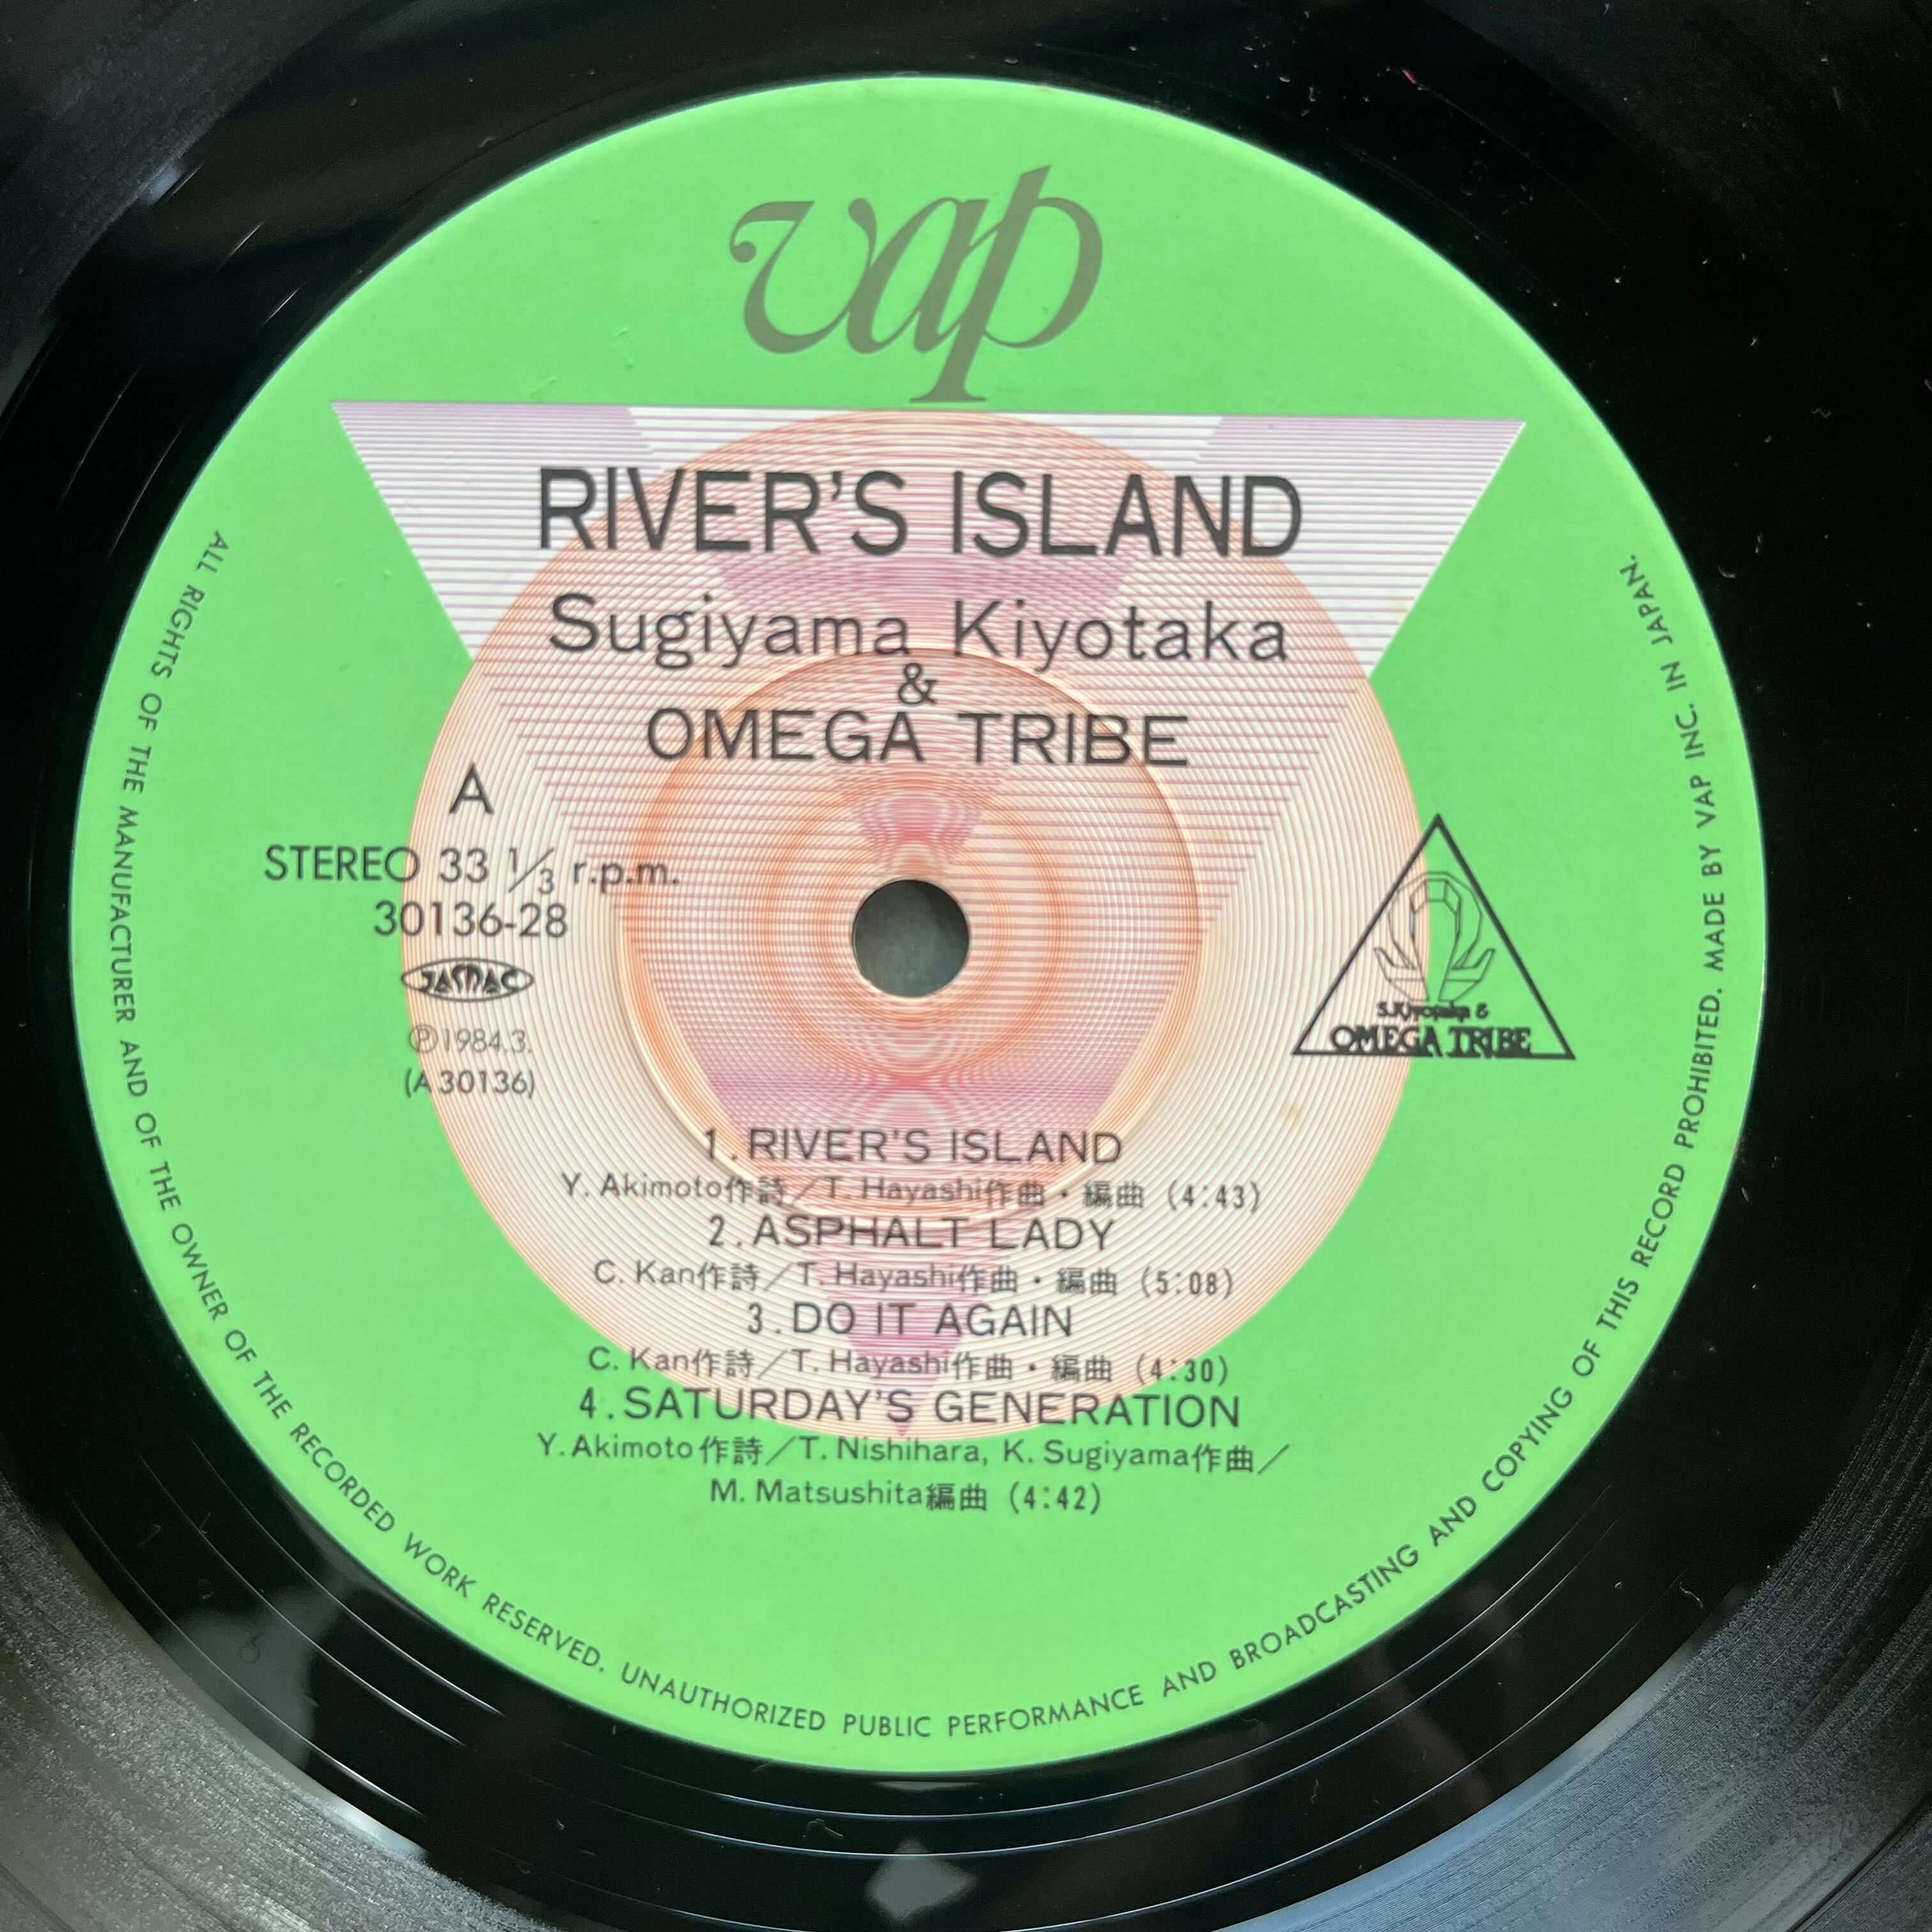 vap
RIVER'S ISLAND
Sugiyama Kiyotaka
&
OMEGA TRIBE
A
STEREO 33 1/3 r.p.m.
30136-28
JASRAC
Ⓟ1984.3.
(A 30136)
S.Kiyotaka &
OMEGA TRIBE
1.RIVER'S ISLAND
Y. Akimoto作詩／T. Hayashi作曲・編曲 (4:43)
2.ASPHALT LADY
C. Kan作詩／T. Hayashi作曲・編曲 (5:08)
3.DO IT AGAIN
C. Kan作詩／T. Hayashi作曲・編曲 (4:30)
4.SATURDAY'S GENERATION
Y. Akimoto作詩／T. Nishihara, K. Sugiyama作曲／
M. Matsushita編曲 (4:42)
ALL RIGHTS OF THE MANUFACTURER AND OF THE OWNER OF THE RECORDED WORK RESERVED. UNAUTHORIZED PUBLIC PERFORMANCE AND BROADCASTING AND COPYING OF THIS RECORD PROHIBITED. MADE BY VAP INC. IN JAPAN.